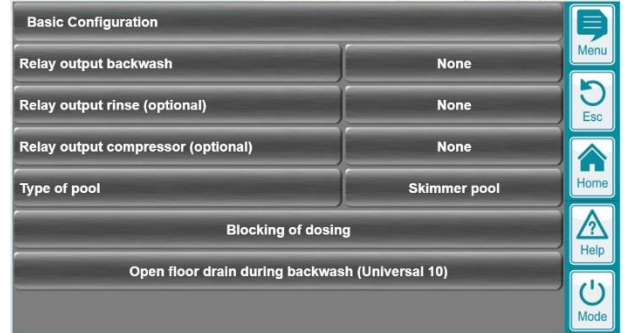 Basic Configuration
Relay output backwash
None
Relay output rinse (optional)
None
Relay output compressor (optional)
None
Type of pool
Skimmer pool
Blocking of dosing
Open floor drain during backwash (Universal 10)
Menu
Esc
Home
?
Help
Mode